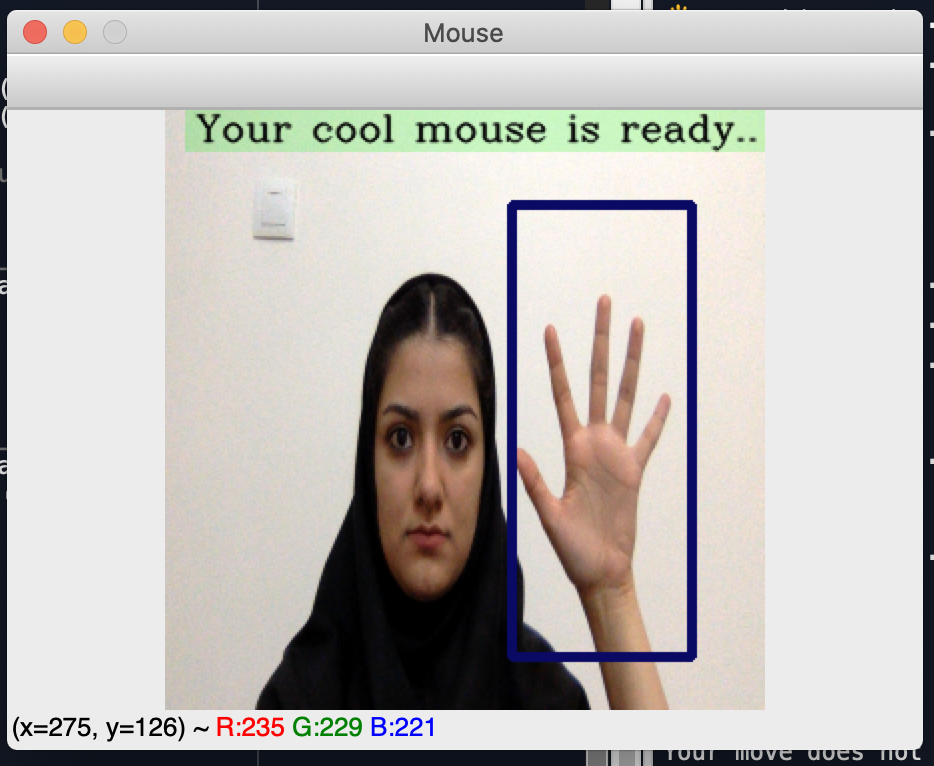 Mouse
Your cool mouse is ready..
(x=275, y=126) ~ R:235 G:229 B:221
Your move does not